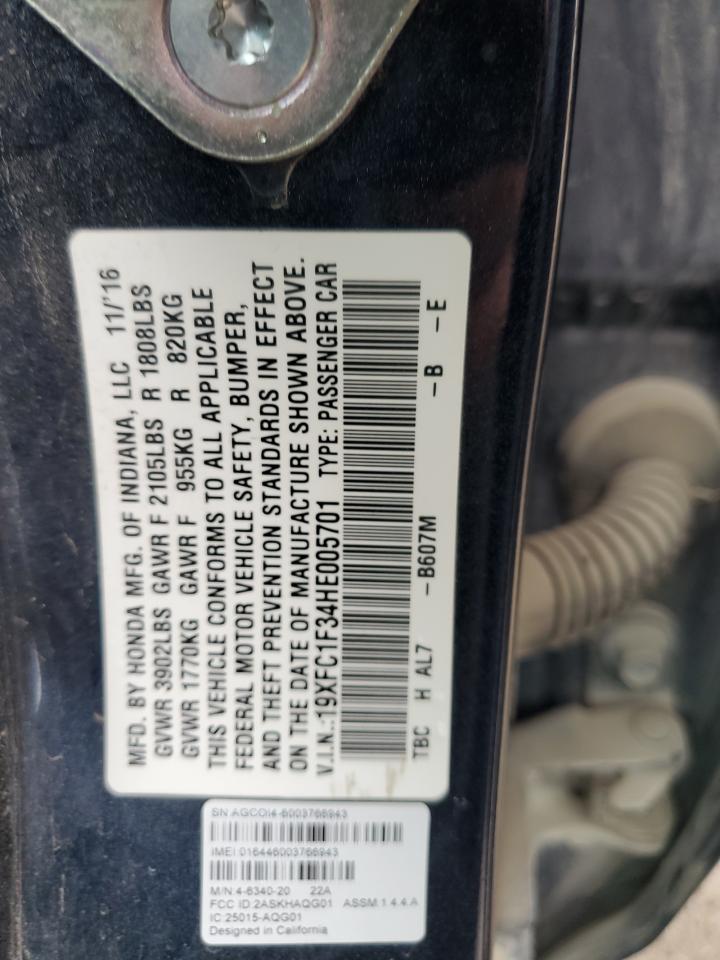 MFD. BY HONDA MFG. OF INDIANA, LLC 11/'16
GVWR 3902LBS GAWR F 2105LBS R 1808LBS
GVWR 1770KG GAWR F 955KG R 820KG
THIS VEHICLE CONFORMS TO ALL APPLICABLE
FEDERAL MOTOR VEHICLE SAFETY, BUMPER,
AND THEFT PREVENTION STANDARDS IN EFFECT
ON THE DATE OF MANUFACTURE SHOWN ABOVE.
V.I.N.:19XFC1F34HE005701 TYPE: PASSENGER CAR
TBC H AL7 -B607M -B -E
SN:AGCOI4-6003766943
IMEI:016446003766943
M/N:4-6340-20 22A
FCC ID:2ASKHAQG01 ASSM:1.4.4.A
IC:25015-AQG01
Designed in California